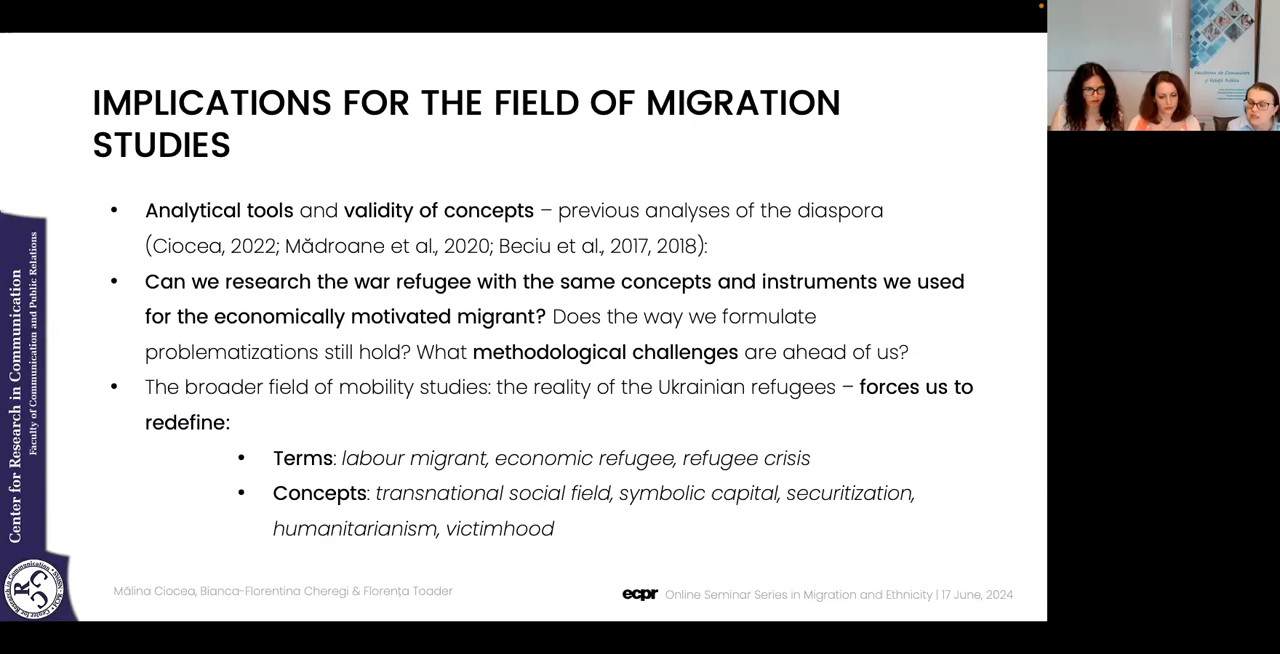 IMPLICATIONS FOR THE FIELD OF MIGRATION
STUDIES
• Analytical tools and validity of concepts – previous analyses of the diaspora
(Ciocea, 2022; Mădroane et al., 2020; Beciu et al., 2017, 2018):
• Can we research the war refugee with the same concepts and instruments we used
for the economically motivated migrant? Does the way we formulate
problematizations still hold? What methodological challenges are ahead of us?
• The broader field of mobility studies: the reality of the Ukrainian refugees – forces us to
redefine:
• Terms: labour migrant, economic refugee, refugee crisis
• Concepts: transnational social field, symbolic capital, securitization,
humanitarianism, victimhood
Center for Research in Communication
Faculty of Communication and Public Relations
Mălina Ciocea, Bianca-Florentina Cheregi & Florența Toader
ecpr Online Seminar Series in Migration and Ethnicity | 17 June, 2024